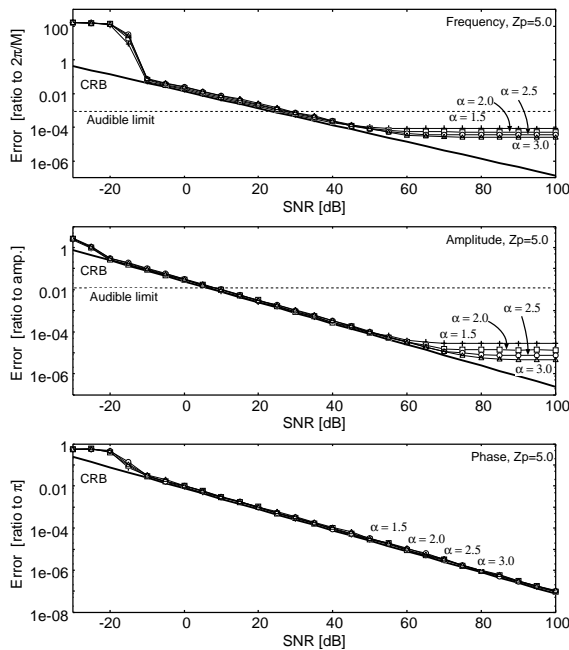 Frequency, Zp=5.0
Error [ratio to 2π/M]
100
1
0.01
1e-04
1e-06
CRB
Audible limit
α = 2.5
α = 2.0
α = 1.5
α = 3.0
-20 0 20 40 60 80 100
SNR [dB]
Amplitude, Zp=5.0
Error [ratio to amp.]
1
0.01
1e-04
1e-06
CRB
Audible limit
α = 2.5
α = 2.0
α = 1.5
α = 3.0
-20 0 20 40 60 80 100
SNR [dB]
Phase, Zp=5.0
Error [ratio to π]
1
0.01
1e-04
1e-06
1e-08
CRB
α = 1.5
α = 2.0
α = 2.5
α = 3.0
-20 0 20 40 60 80 100
SNR [dB]